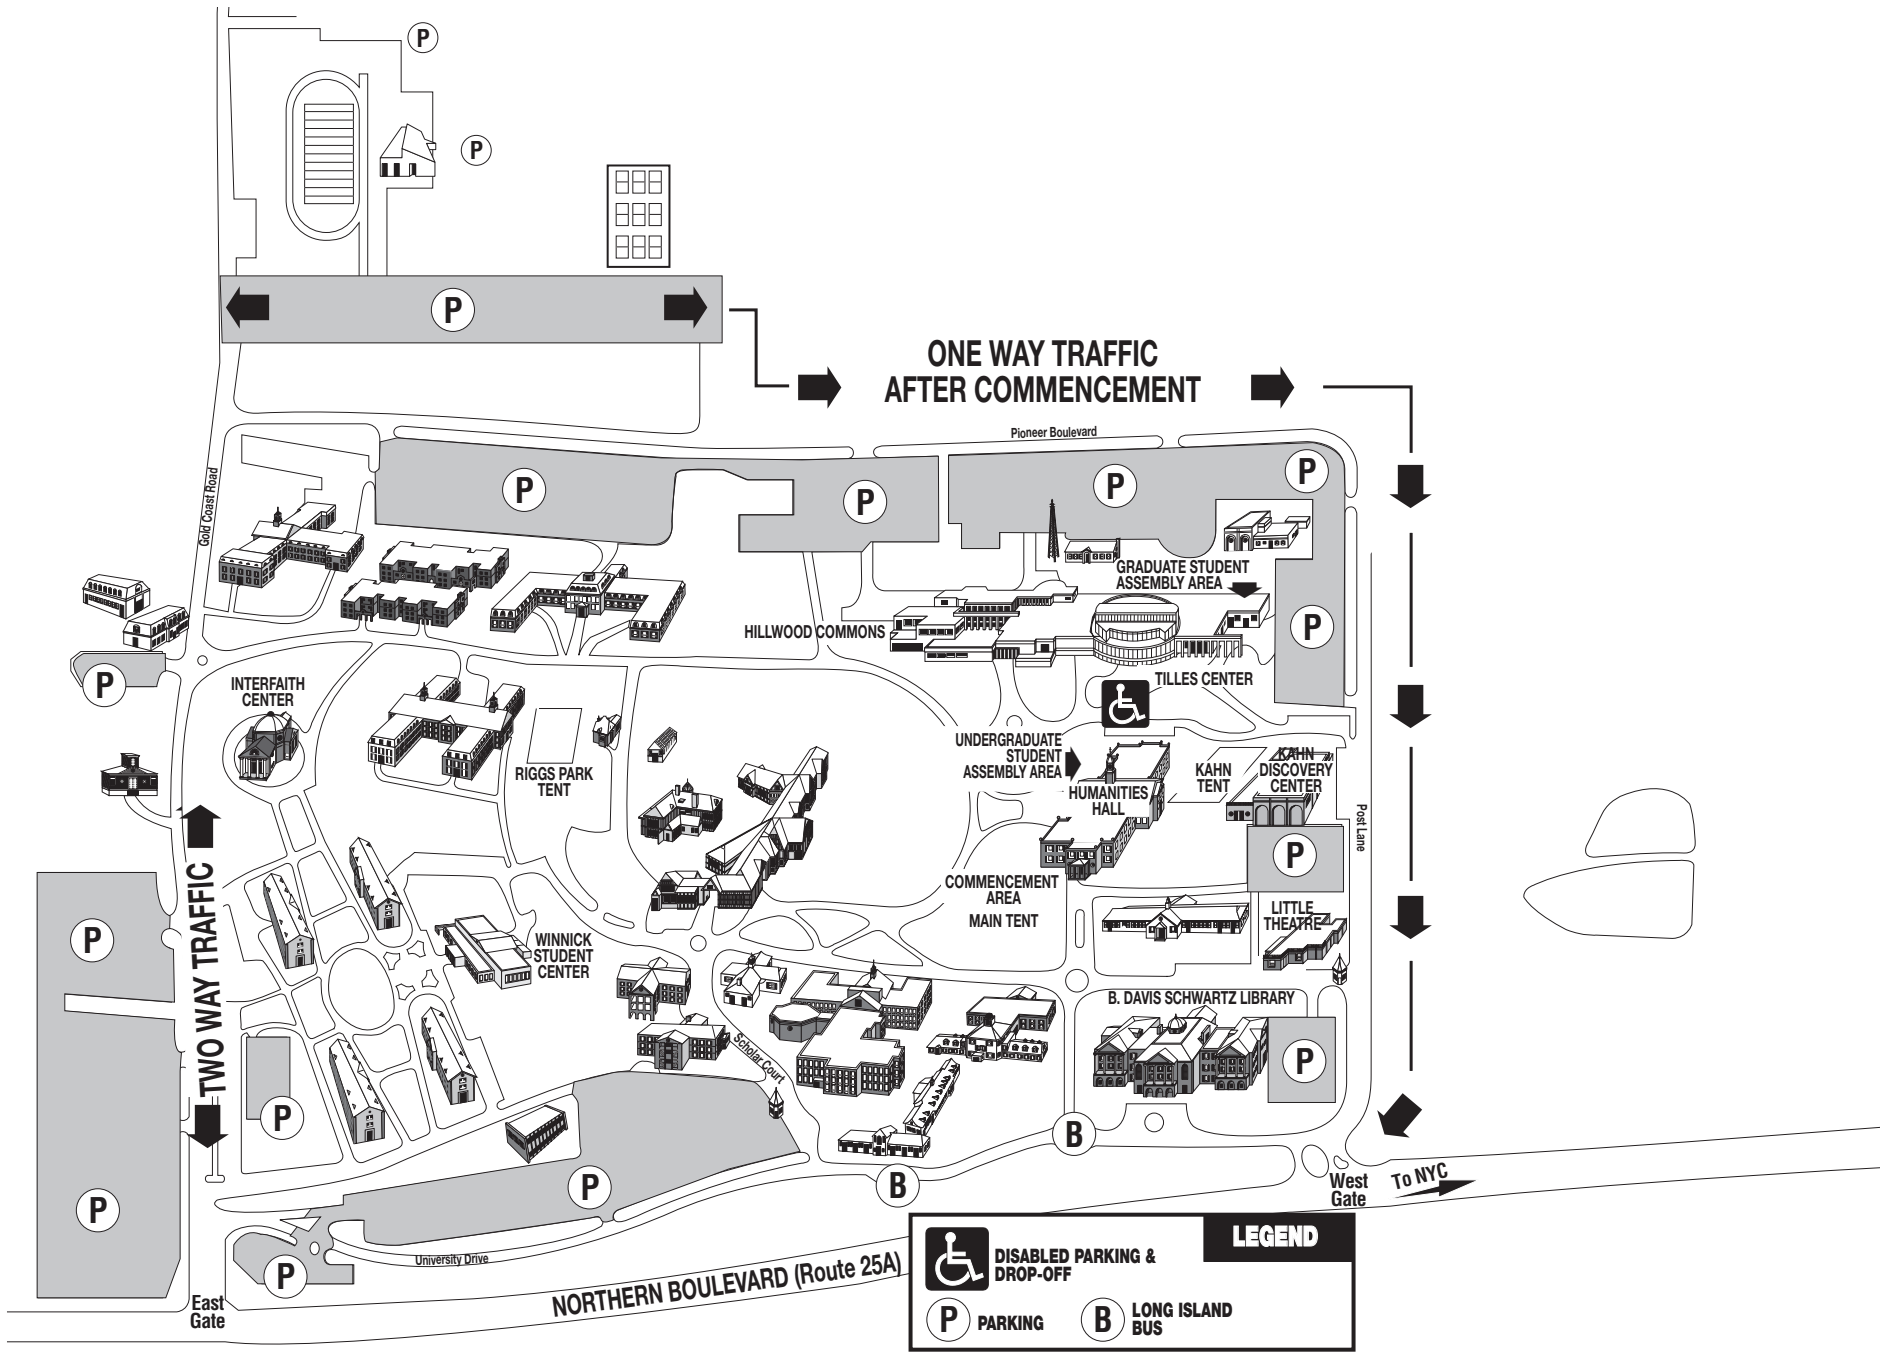 P
P
P
ONE WAY TRAFFIC
AFTER COMMENCEMENT
Pioneer Boulevard
P
P
P
P
Gold Coast Road
GRADUATE STUDENT
ASSEMBLY AREA
HILLWOOD COMMONS
P
P
INTERFAITH
CENTER
TILLES CENTER
UNDERGRADUATE
STUDENT
ASSEMBLY AREA
RIGGS PARK
TENT
KAHN
TENT
KAHN
DISCOVERY
CENTER
HUMANITIES
HALL
Post Lane
P
COMMENCEMENT
AREA
MAIN TENT
LITTLE
THEATRE
P
TWO WAY TRAFFIC
WINNICK
STUDENT
CENTER
B. DAVIS SCHWARTZ LIBRARY
Scholar Court
P
P
B
P
P
B
West
Gate
To NYC
University Drive
P
East
Gate
NORTHERN BOULEVARD (Route 25A)
LEGEND
DISABLED PARKING &
DROP-OFF
P PARKING
B LONG ISLAND
BUS